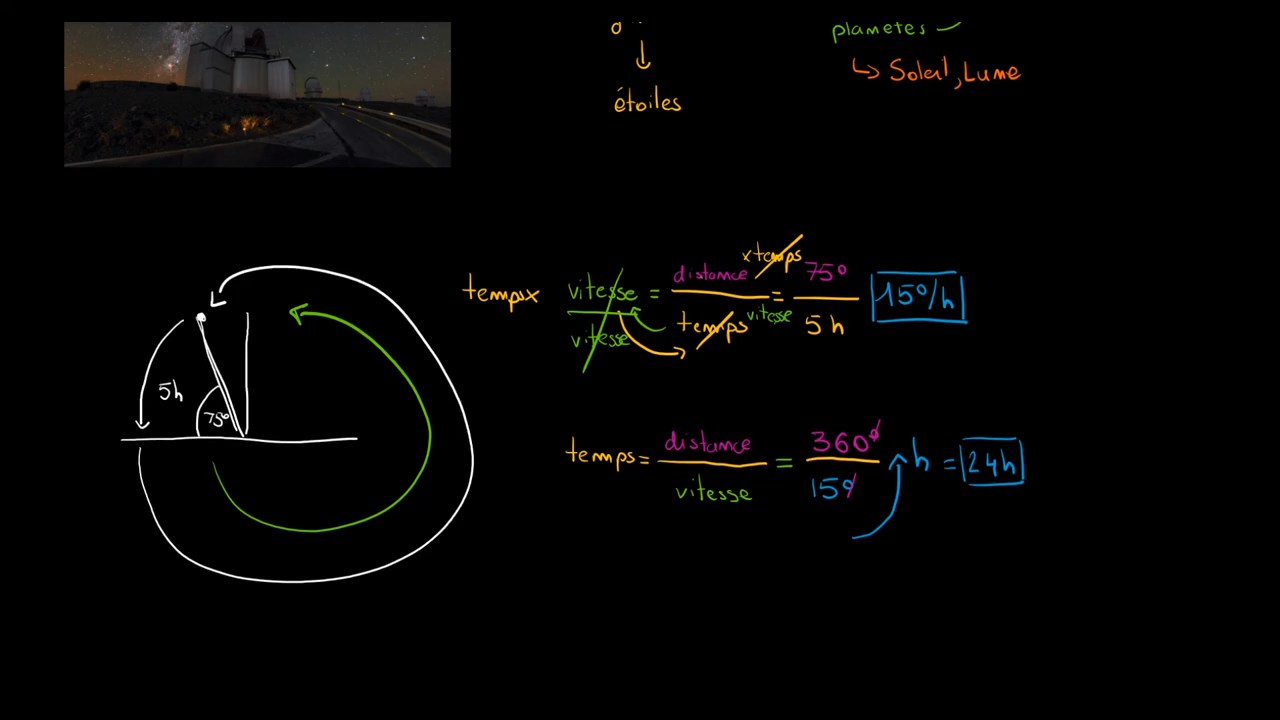 planetes
↳ Soleil, Lune
étoiles
temps x vitesse / vitesse = distance x temps / temps vitesse = 75° / 5 h 15°/h
5h
75°
temps = distance / vitesse = 360° / 15° h = 24h